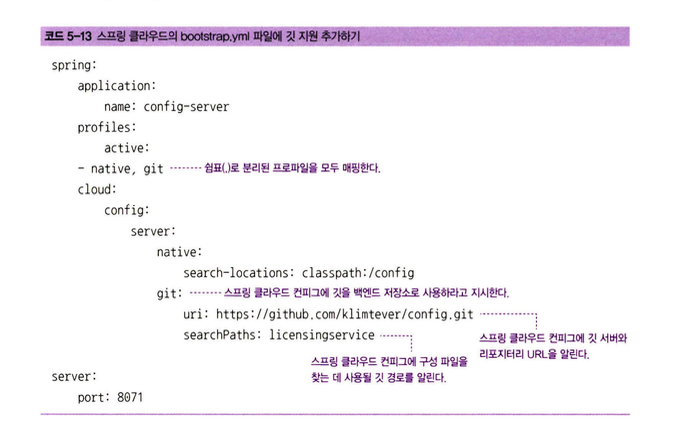 코드 5-13 스프링 클라우드의 bootstrap.yml 파일에 깃 지원 추가하기
spring:
application:
name: config-server
profiles:
active:
- native, git 쉼표(,)로 분리된 프로파일을 모두 매핑한다.
cloud:
config:
server:
native:
search-locations: classpath:/config
git: 스프링 클라우드 컨피그에 깃을 백엔드 저장소로 사용하라고 지시한다.
uri: https://github.com/klimtever/config.git
searchPaths: licensingservice
스프링 클라우드 컨피그에 깃 서버와
리포지터리 URL을 알린다.
스프링 클라우드 컨피그에 구성 파일을
찾는 데 사용될 깃 경로를 알린다.
server:
port: 8071